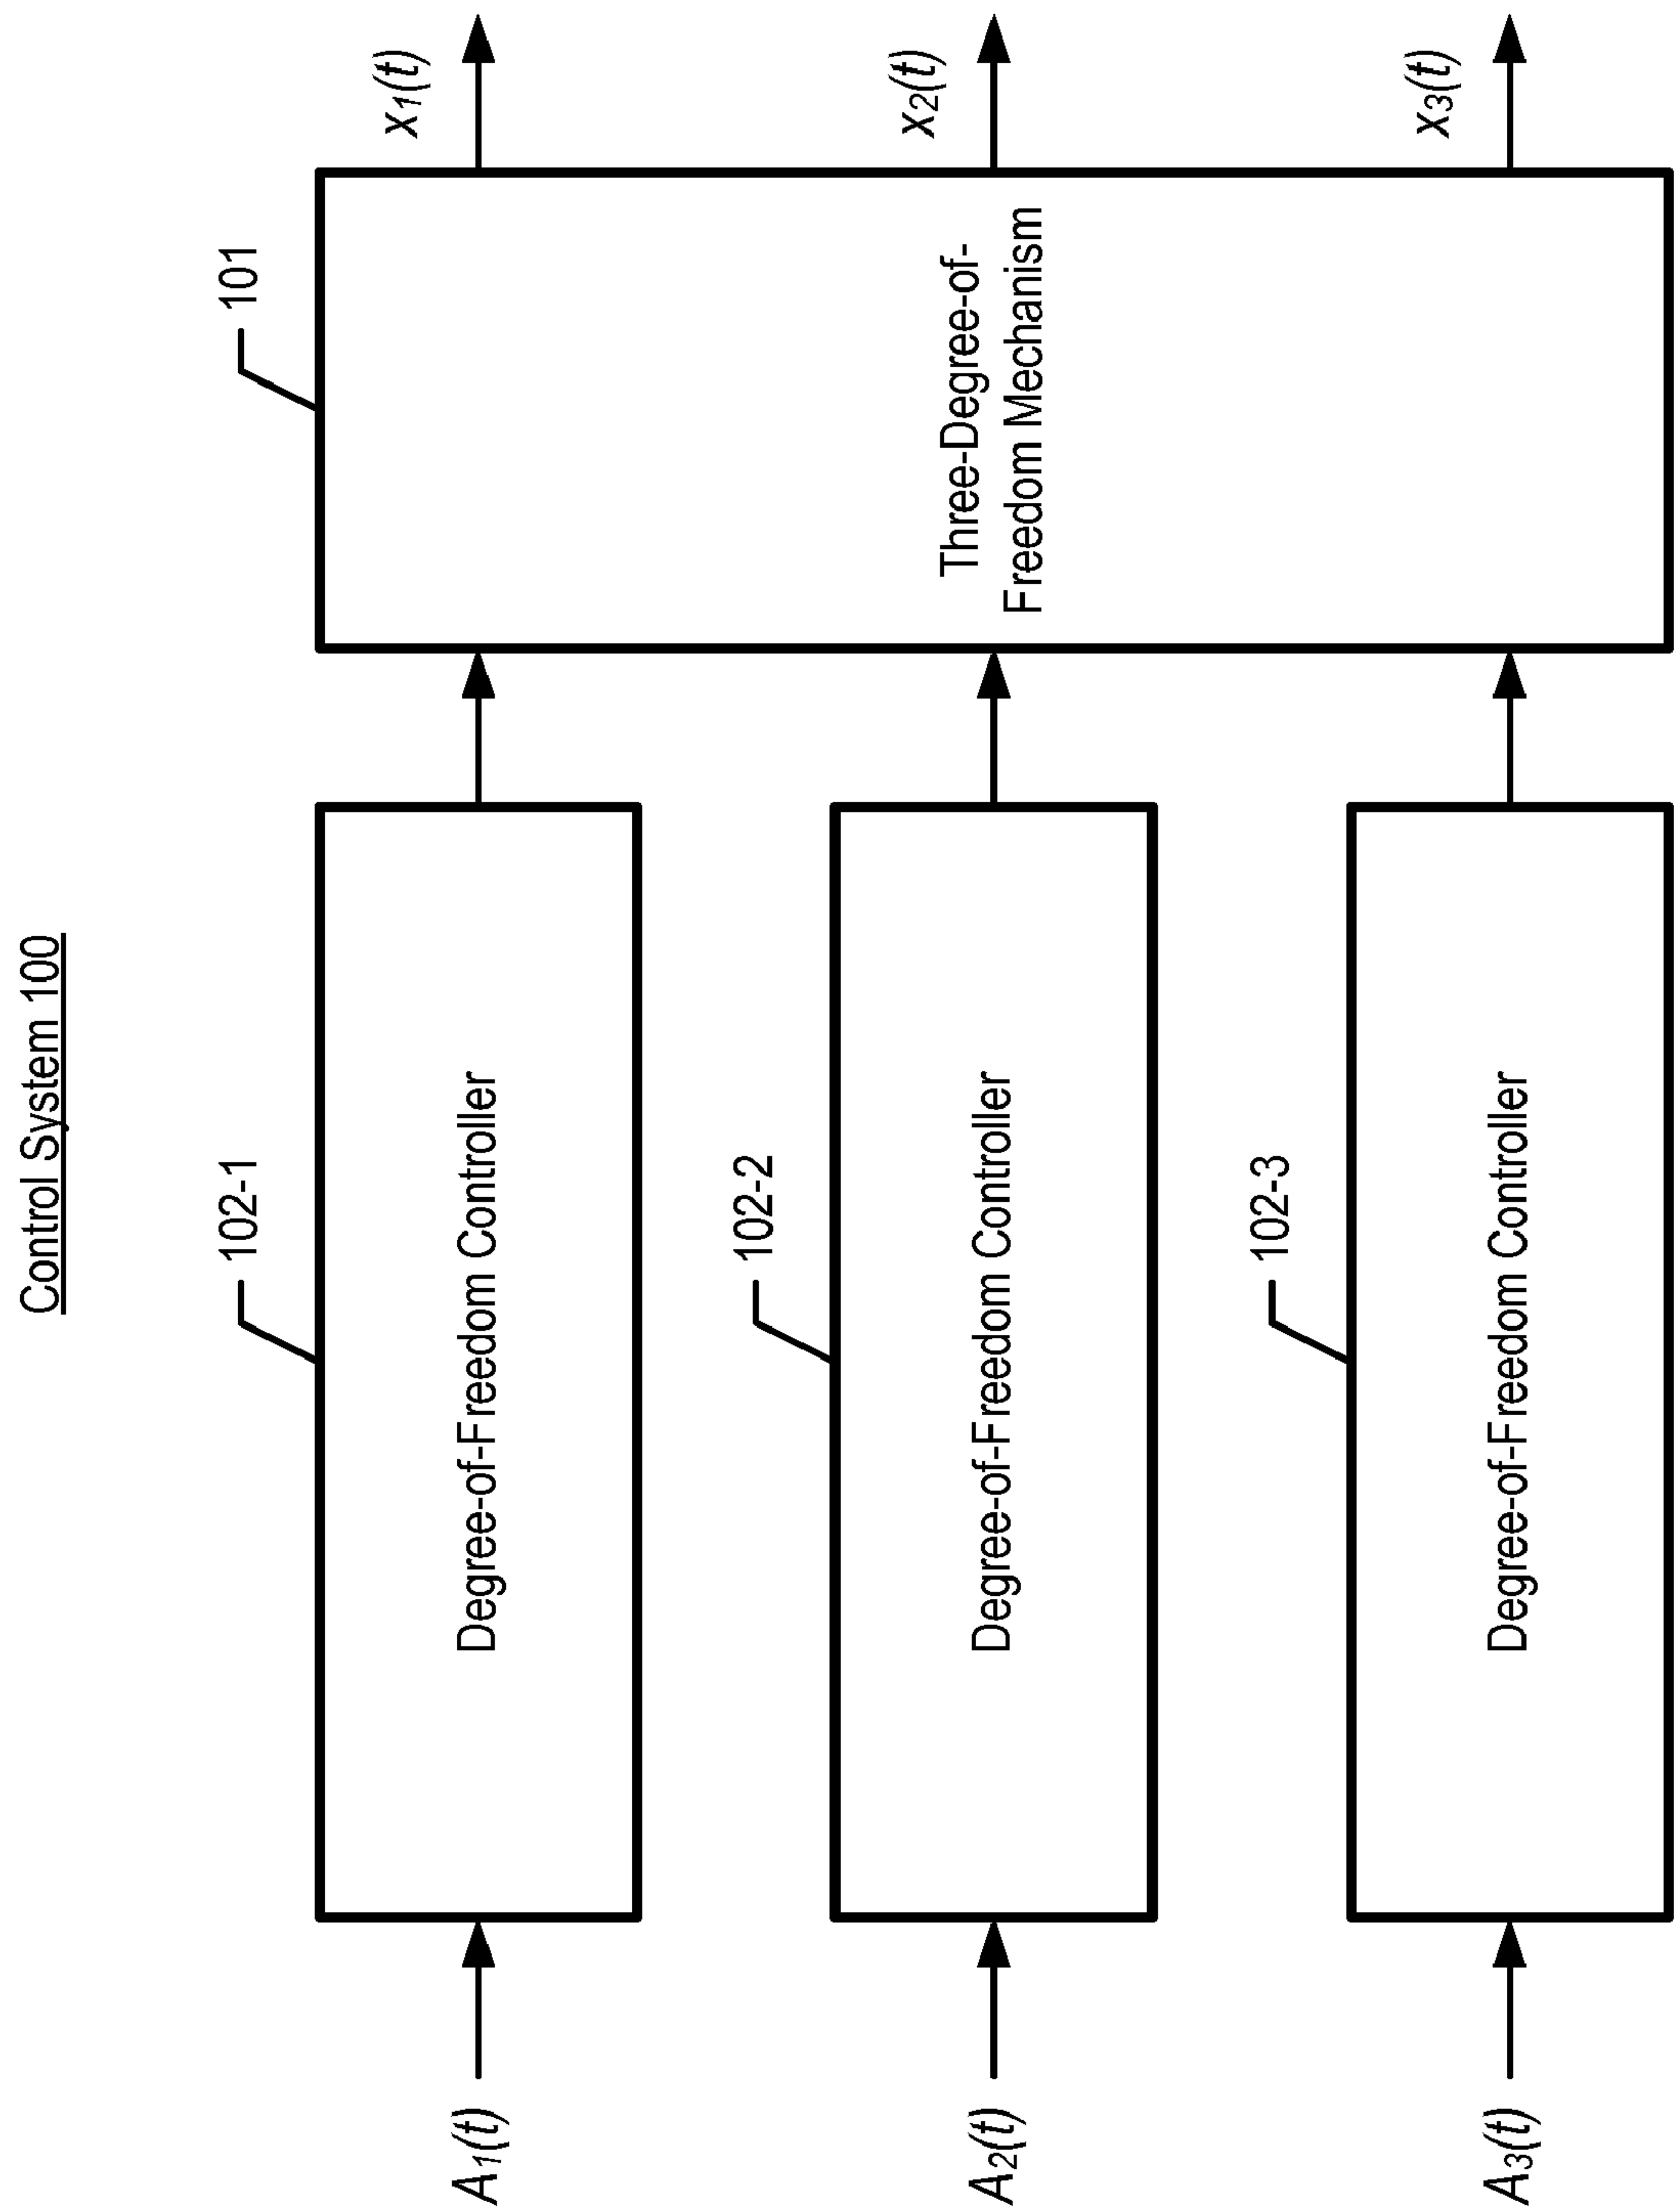 Control System 100
102-1
101
A1(t)
Degree-of-Freedom Controller
x1(t)
102-2
A2(t)
Degree-of-Freedom Controller
Three-Degree-of-
Freedom Mechanism
x2(t)
102-3
A3(t)
Degree-of-Freedom Controller
x3(t)